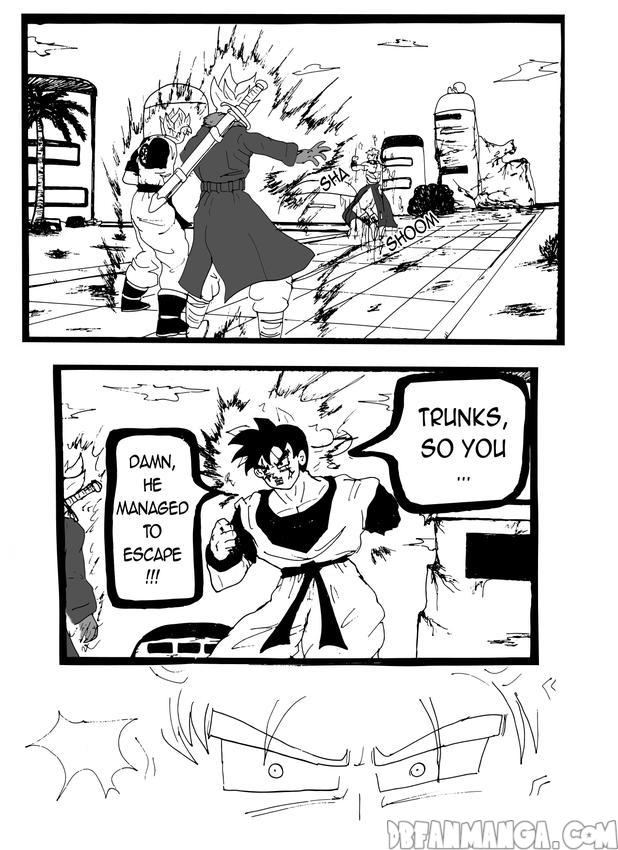 SHA
SHOOM
TRUNKS,
SO YOU
...
DAMN,
HE
MANAGED
TO
ESCAPE
!!!
DBFANMANGA.COM